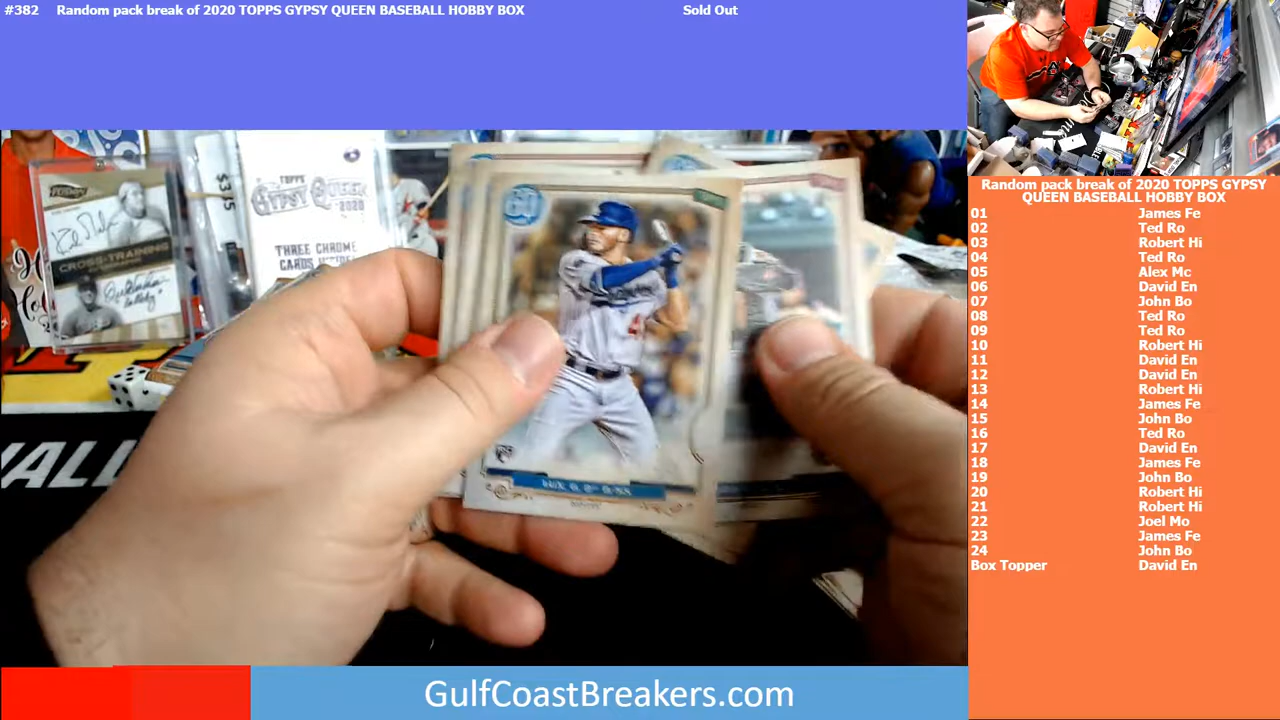 #382 Random pack break of 2020 TOPPS GYPSY QUEEN BASEBALL HOBBY BOX Sold Out
TOPPS
GYPSY QUEEN
2020
THREE CHROME
$315
CROSS-TRAINING
GQ
Random pack break of 2020 TOPPS GYPSY
QUEEN BASEBALL HOBBY BOX
01 James Fe
02 Ted Ro
03 Robert Hi
04 Ted Ro
05 Alex Mc
06 David En
07 John Bo
08 Ted Ro
09 Ted Ro
10 Robert Hi
11 David En
12 David En
13 Robert Hi
14 James Fe
15 John Bo
16 Ted Ro
17 David En
18 James Fe
19 John Bo
20 Robert Hi
21 Robert Hi
22 Joel Mo
23 James Fe
24 John Bo
Box Topper David En
GulfCoastBreakers.com